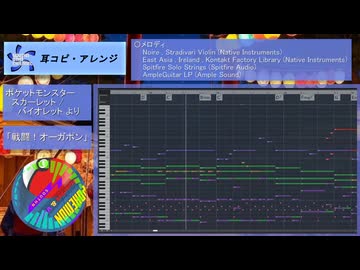 耳コピ・アレンジ
○メロディ
Noire , Stradivari Violin (Native Instruments)
East Asia , Ireland , Kontakt Factory Library (Native Instruments)
Spitfire Solo Strings (Spitfire Audio)
AmpleGuitar LP (Ample Sound)
ポケットモンスター
スカーレット /
バイオレット より
「戦闘！オーガポン」